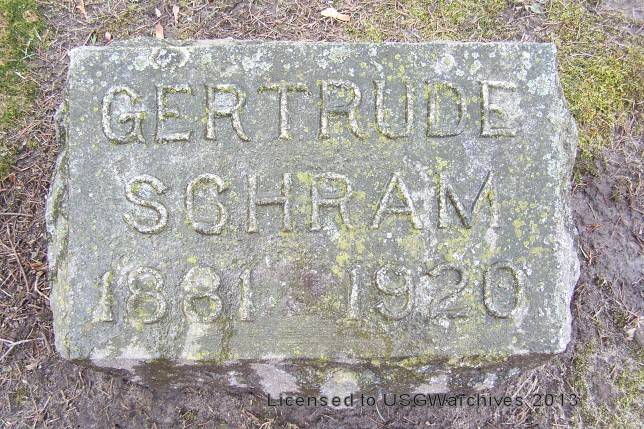 GERTRUDE
SCHRAM
1881 1920
Licensed to USGWarchives 2013